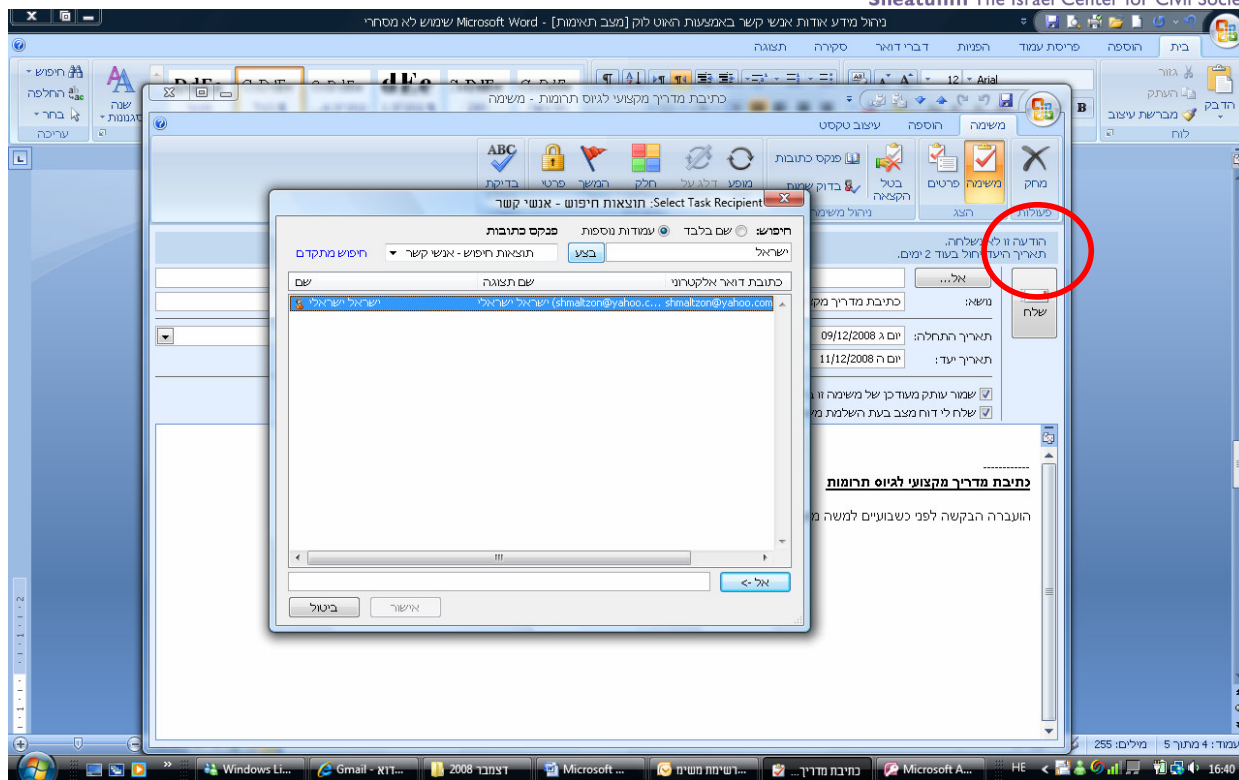 Sheatufim The Israel Center for Civil Socie
ניהול מידע אודות אנשי קשר באמצעות האוט לוק [מצב תאימות] - Microsoft Word שימוש לא מסחרי
בית הוספה פריסת עמוד הפניות דברי דואר סקירה תצוגה
גזור
העתק
מברשת עיצוב
הדבק
לוח
Arial 12
B
חיפוש
החלפה
בחר
עריכה
שנה
סגנונות
כתיבת מדריך מקצועי לגיוס תרומות - משימה
משימה הוספה עיצוב טקסט
מחק
פעולות
משימה פרטים
הצג
בטל הקצאה
פנקס כתובות
בדוק שמות
ניהול משימה
מופע
דלג על
חלק
המשך
פרטי
בדיקת
ABC
הודעה זו לא נשלחה.
תאריך היעד יחול בעוד 2 ימים.
שלח
אל...
נושא: כתיבת מדריך מקצ
תאריך התחלה: יום ג 09/12/2008
תאריך יעד: יום ה 11/12/2008
שמור עותק מעודכן של משימה זו
שלח לי דוח מצב בעת השלמת
Select Task Recipient: תוצאות חיפוש - אנשי קשר
חיפוש: שם בלבד עמודות נוספות פנקס כתובות
ישראל בצע תוצאות חיפוש - אנשי קשר חיפוש מתקדם
שם שם תצוגה כתובת דואר אלקטרוני
ישראל ישראלי ישראל ישראלי (shmaltzon@yahoo.c... shmaltzon@yahoo.com
אל ->
אישור ביטול
------------
כתיבת מדריך מקצועי לגיוס תרומות
הועברה הבקשה לפני כשבועיים למשה
עמוד: 4 מתוך 5 מילים: 255
Windows Li... Gmail - דוא... דצמבר 2008 Microsoft ... רשימת משימ... כתיבת מדריך... Microsoft A... HE 16:40